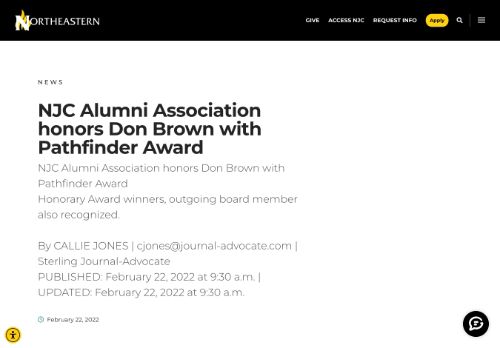 NORTHEASTERN
GIVE ACCESS NJC REQUEST INFO Apply
NEWS
NJC Alumni Association
honors Don Brown with
Pathfinder Award
NJC Alumni Association honors Don Brown with
Pathfinder Award
Honorary Award winners, outgoing board member
also recognized.
By CALLIE JONES | cjones@journal-advocate.com |
Sterling Journal-Advocate
PUBLISHED: February 22, 2022 at 9:30 a.m. |
UPDATED: February 22, 2022 at 9:30 a.m.
February 22, 2022